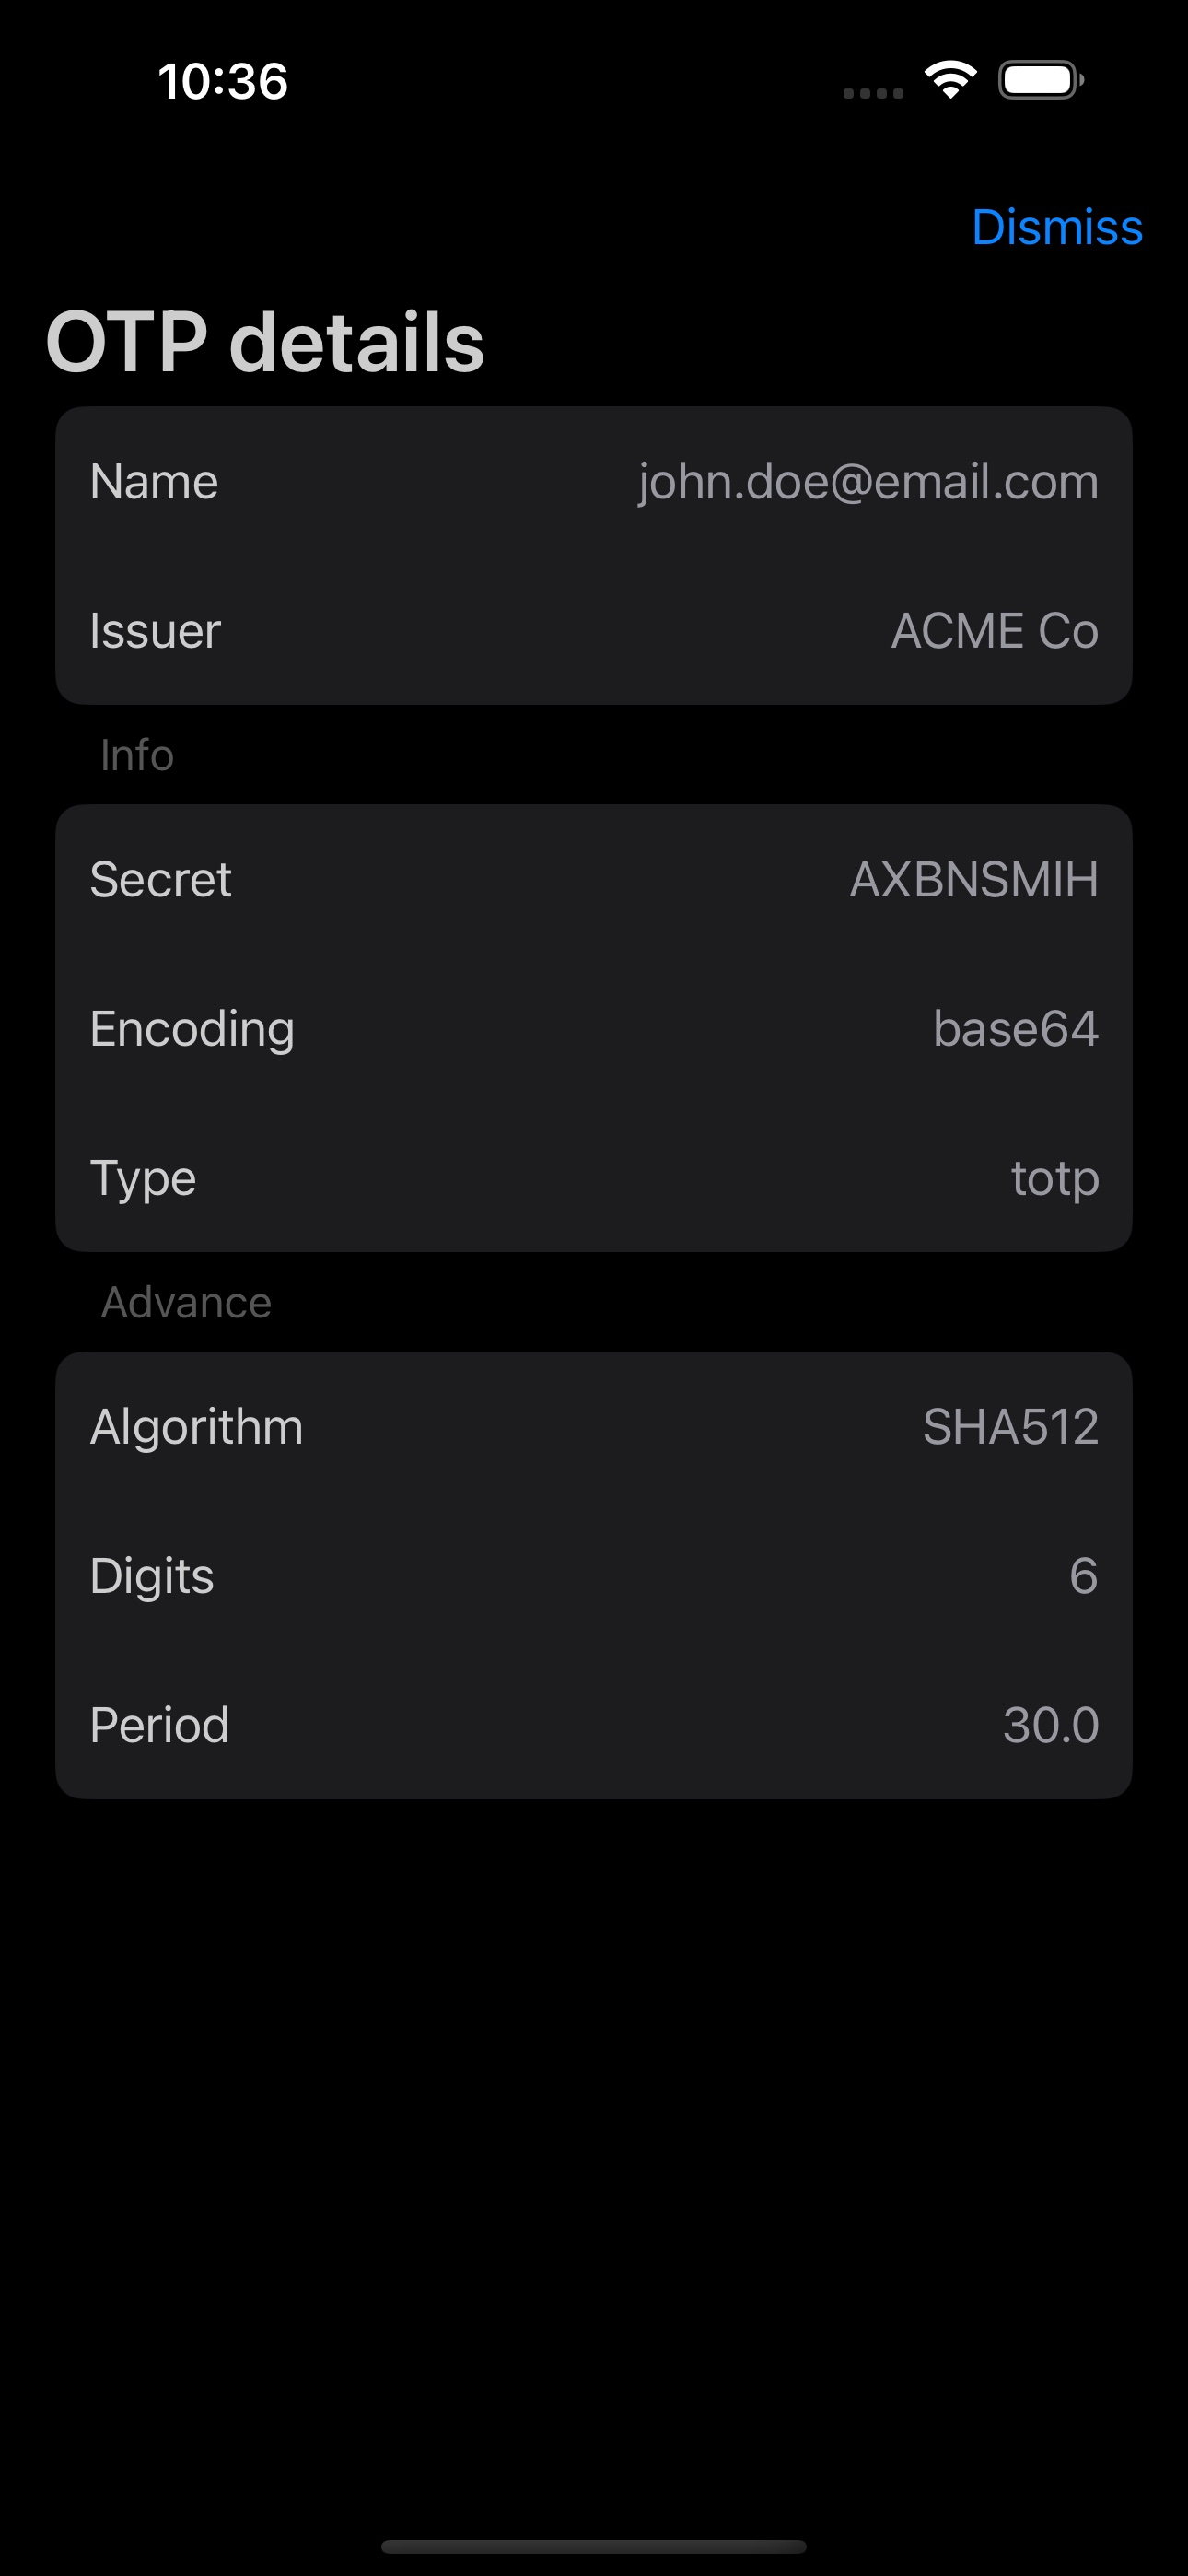 10:36
Dismiss
OTP details
Name john.doe@email.com
Issuer ACME Co
Info
Secret AXBNSMIH
Encoding base64
Type totp
Advance
Algorithm SHA512
Digits 6
Period 30.0